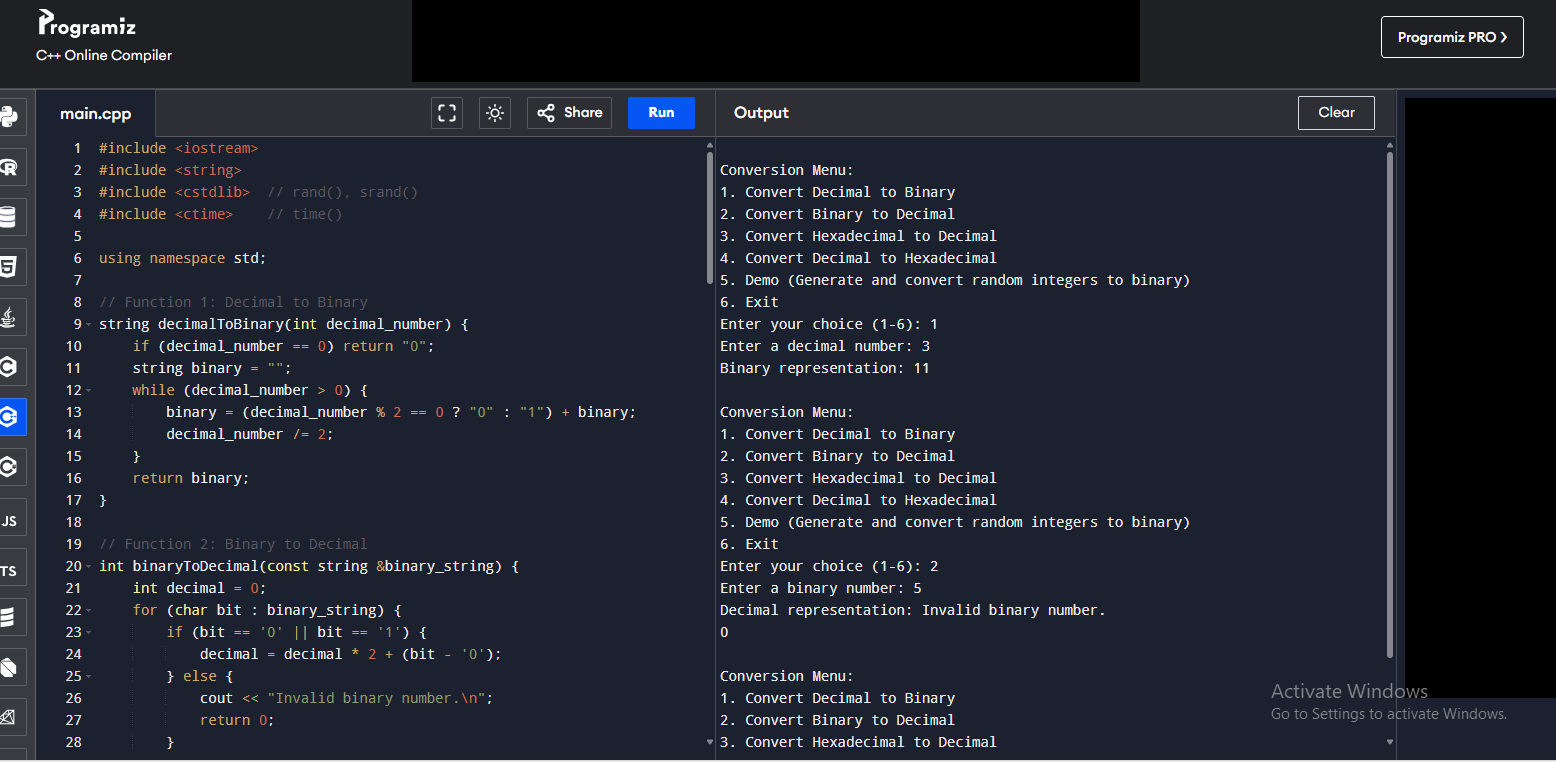 Programiz
C++ Online Compiler
Programiz PRO ❯
main.cpp
Share
Run
Output
Clear
R
5
C
JS
TS
1 #include <iostream>
2 #include <string>
3 #include <cstdlib>  // rand(), srand()
4 #include <ctime>    // time()
5
6 using namespace std;
7
8 // Function 1: Decimal to Binary
9 string decimalToBinary(int decimal_number) {
10     if (decimal_number == 0) return "0";
11     string binary = "";
12     while (decimal_number > 0) {
13         binary = (decimal_number % 2 == 0 ? "0" : "1") + binary;
14         decimal_number /= 2;
15     }
16     return binary;
17 }
18
19 // Function 2: Binary to Decimal
20 int binaryToDecimal(const string &binary_string) {
21     int decimal = 0;
22     for (char bit : binary_string) {
23         if (bit == '0' || bit == '1') {
24             decimal = decimal * 2 + (bit - '0');
25         } else {
26             cout << "Invalid binary number.\n";
27             return 0;
28         }
Conversion Menu:
1. Convert Decimal to Binary
2. Convert Binary to Decimal
3. Convert Hexadecimal to Decimal
4. Convert Decimal to Hexadecimal
5. Demo (Generate and convert random integers to binary)
6. Exit
Enter your choice (1-6): 1
Enter a decimal number: 3
Binary representation: 11
Conversion Menu:
1. Convert Decimal to Binary
2. Convert Binary to Decimal
3. Convert Hexadecimal to Decimal
4. Convert Decimal to Hexadecimal
5. Demo (Generate and convert random integers to binary)
6. Exit
Enter your choice (1-6): 2
Enter a binary number: 5
Decimal representation: Invalid binary number.
0
Conversion Menu:
1. Convert Decimal to Binary
2. Convert Binary to Decimal
3. Convert Hexadecimal to Decimal
Activate Windows
Go to Settings to activate Windows.